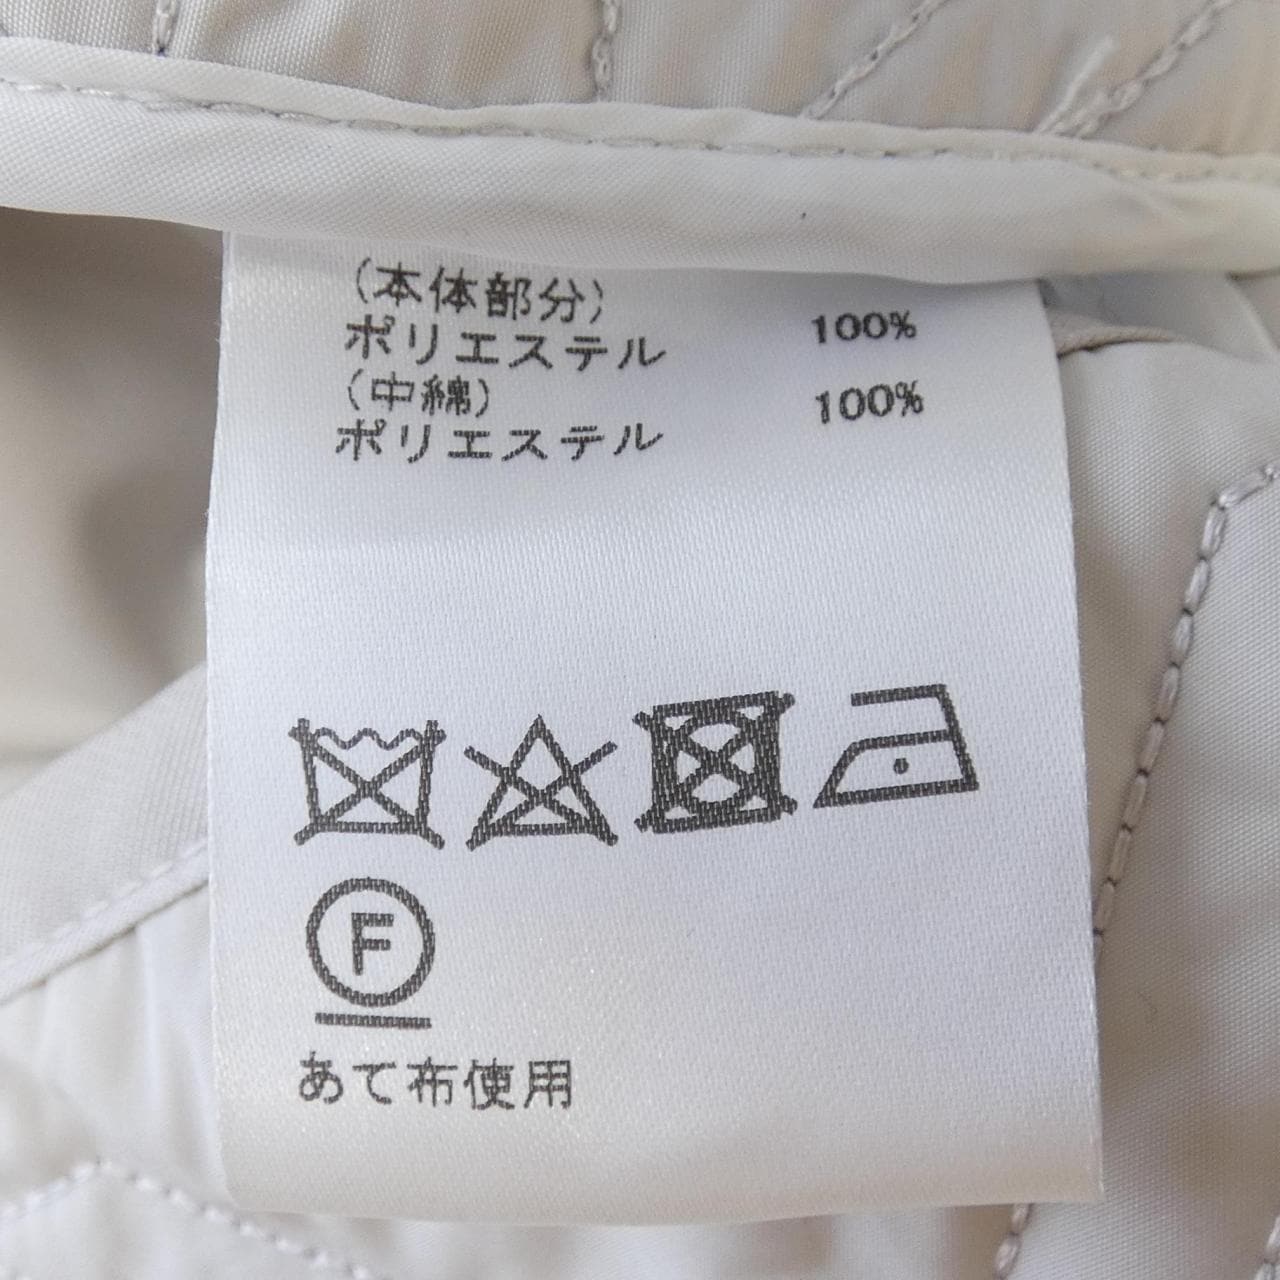 (本体部分)
ポリエステル 100%
(中綿)
ポリエステル 100%
F
あて布使用